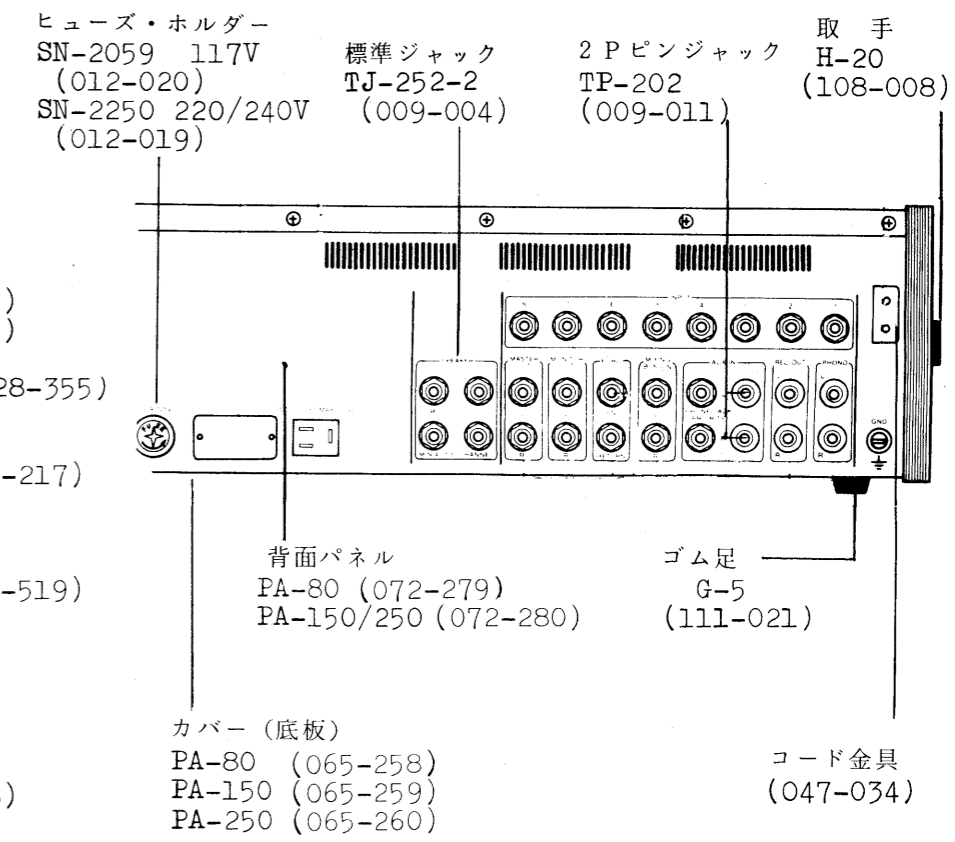 ヒューズ・ホルダー
SN-2059 117V
(012-020)
SN-2250 220/240V
(012-019)
標準ジャック
TJ-252-2
(009-004)
2Pピンジャック
TP-202
(009-011)
取 手
H-20
(108-008)
)
)
28-355)
-217)
-519)
)
MASTER
REC OUT
PHONO
L
R
R
R
R
GND
背面パネル
PA-80 (072-279)
PA-150/250 (072-280)
ゴム足
G-5
(111-021)
カバー (底板)
PA-80 (065-258)
PA-150 (065-259)
PA-250 (065-260)
コード金具
(047-034)